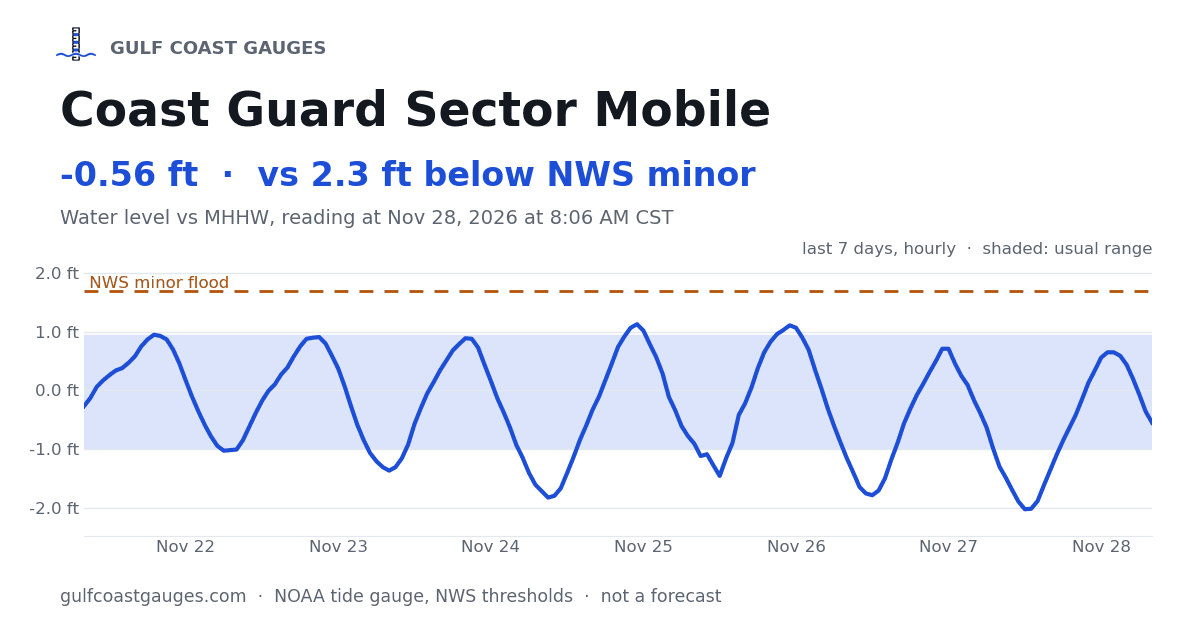 GULF COAST GAUGES
Coast Guard Sector Mobile
-0.56 ft · vs 2.3 ft below NWS minor
Water level vs MHHW, reading at Nov 28, 2026 at 8:06 AM CST
last 7 days, hourly · shaded: usual range
2.0 ft
NWS minor flood
1.0 ft
0.0 ft
-1.0 ft
-2.0 ft
Nov 22 Nov 23 Nov 24 Nov 25 Nov 26 Nov 27 Nov 28
gulfcoastgauges.com · NOAA tide gauge, NWS thresholds · not a forecast